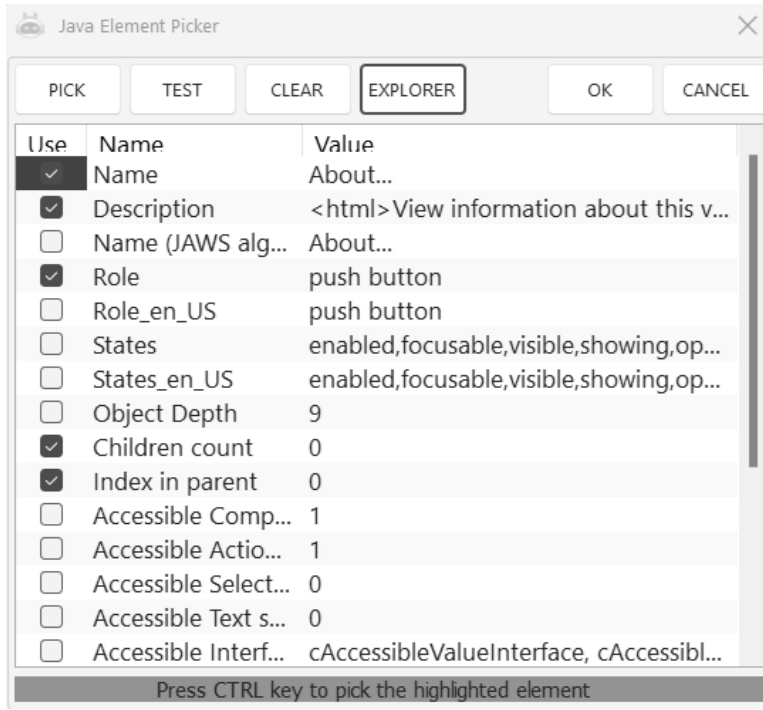 Java Element Picker
PICK TEST CLEAR EXPLORER OK CANCEL
Use Name Value
Name About...
Description <html>View information about this v...
Name (JAWS alg... About...
Role push button
Role_en_US push button
States enabled,focusable,visible,showing,op...
States_en_US enabled,focusable,visible,showing,op...
Object Depth 9
Children count 0
Index in parent 0
Accessible Comp... 1
Accessible Actio... 1
Accessible Select... 0
Accessible Text s... 0
Accessible Interf... cAccessibleValueInterface, cAccessibl...
Press CTRL key to pick the highlighted element